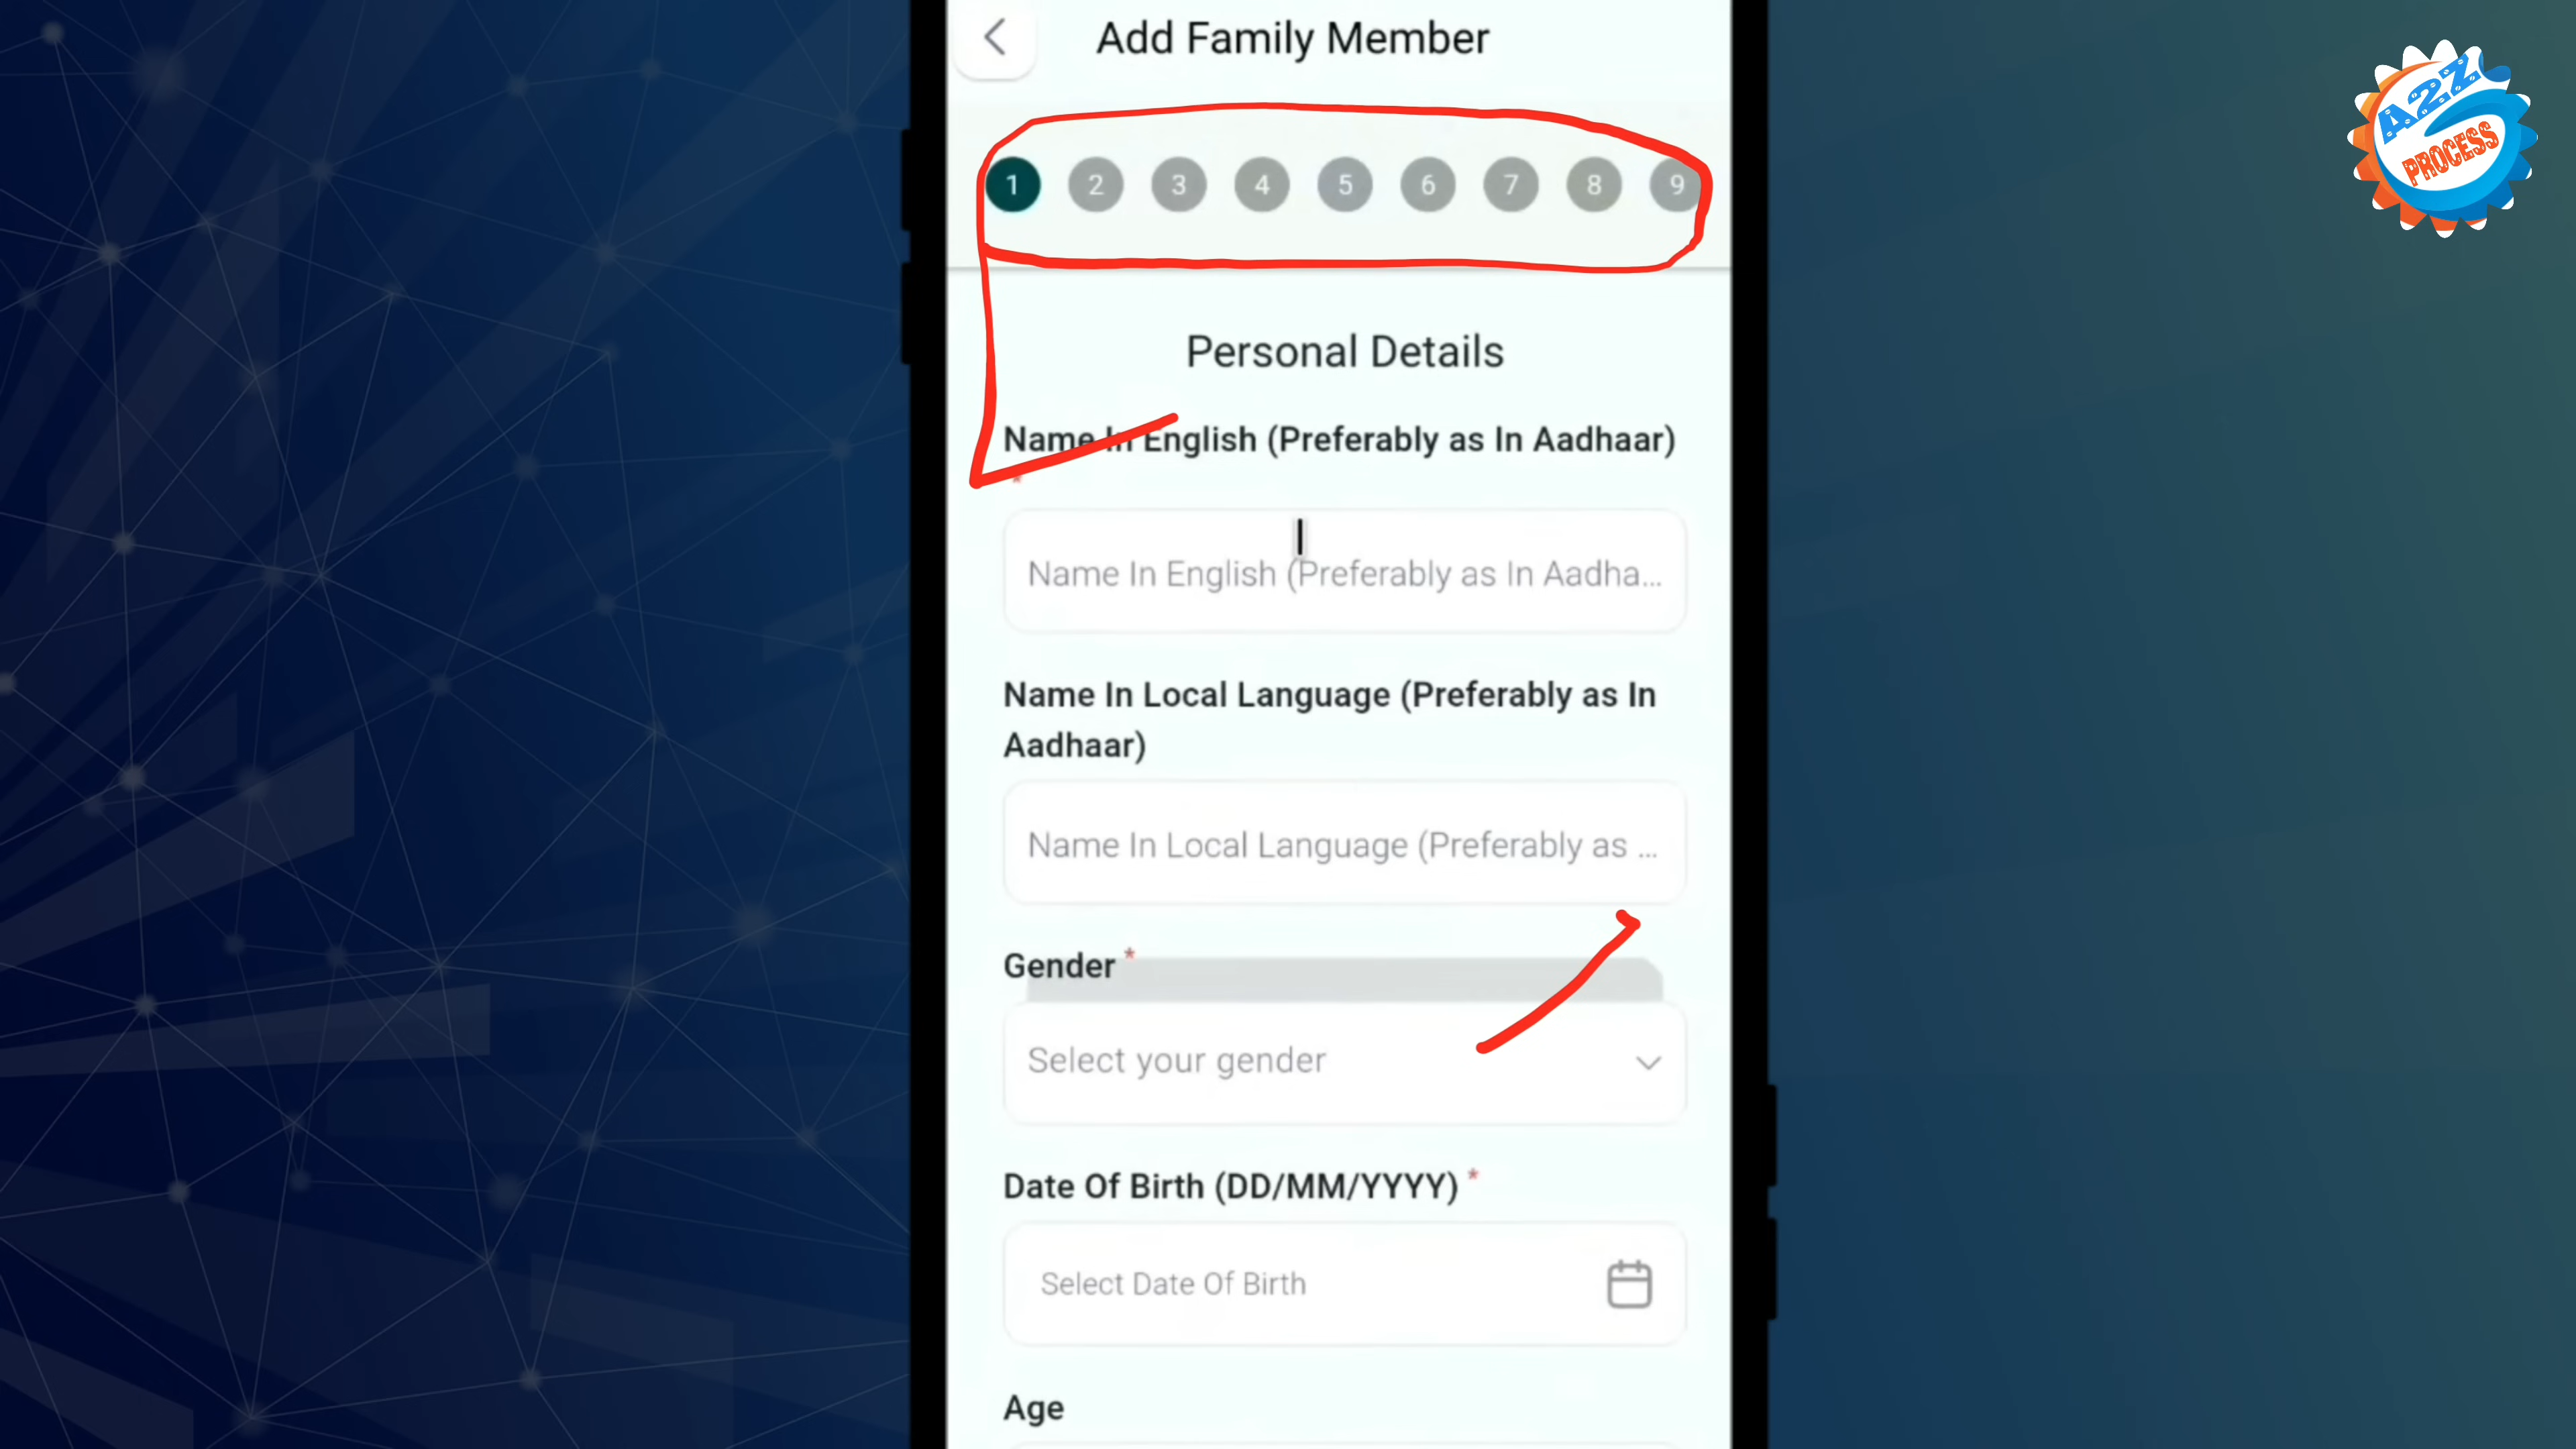 Add Family Member
1 2 3 4 5 6 7 8 9
A2Z
PROCESS
Personal Details
Name In English (Preferably as In Aadhaar)
*
Name In English (Preferably as In Aadha...
Name In Local Language (Preferably as In
Aadhaar)
Name In Local Language (Preferably as ...
Gender *
Select your gender
Date Of Birth (DD/MM/YYYY) *
Select Date Of Birth
Age